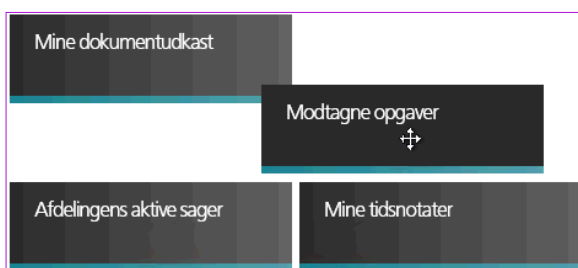 Mine dokumentudkast
Modtagne opgaver
Afdelingens aktive sager
Mine tidsnotater